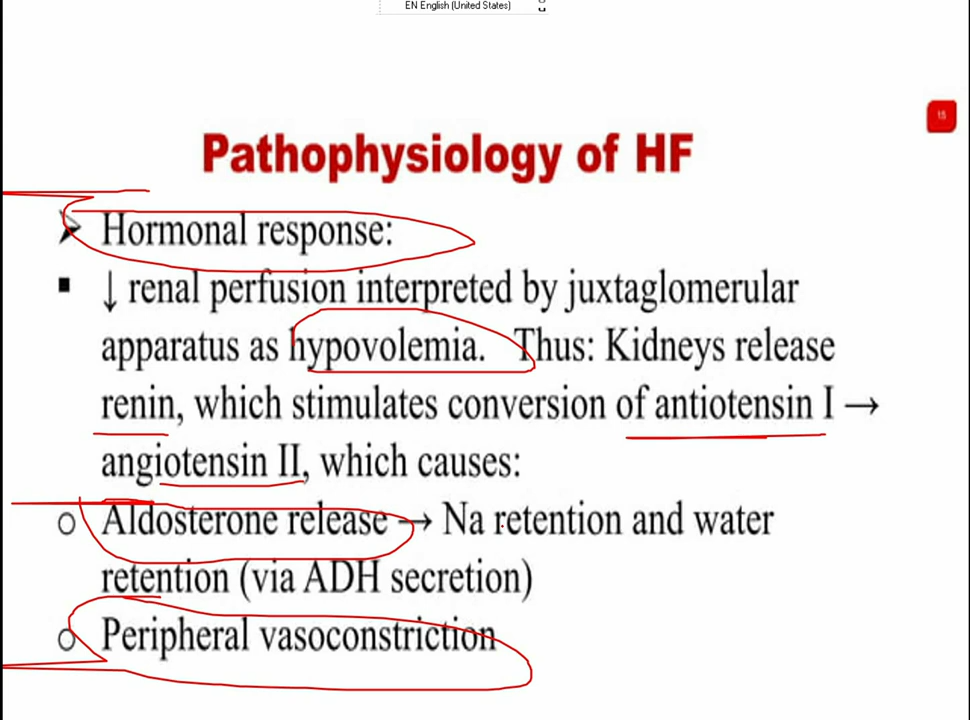 EN English (United States)
15
Pathophysiology of HF
➤ Hormonal response:
▪ ↓ renal perfusion interpreted by juxtaglomerular
apparatus as hypovolemia. Thus: Kidneys release
renin, which stimulates conversion of antiotensin I →
angiotensin II, which causes:
o Aldosterone release → Na retention and water
retention (via ADH secretion)
o Peripheral vasoconstriction